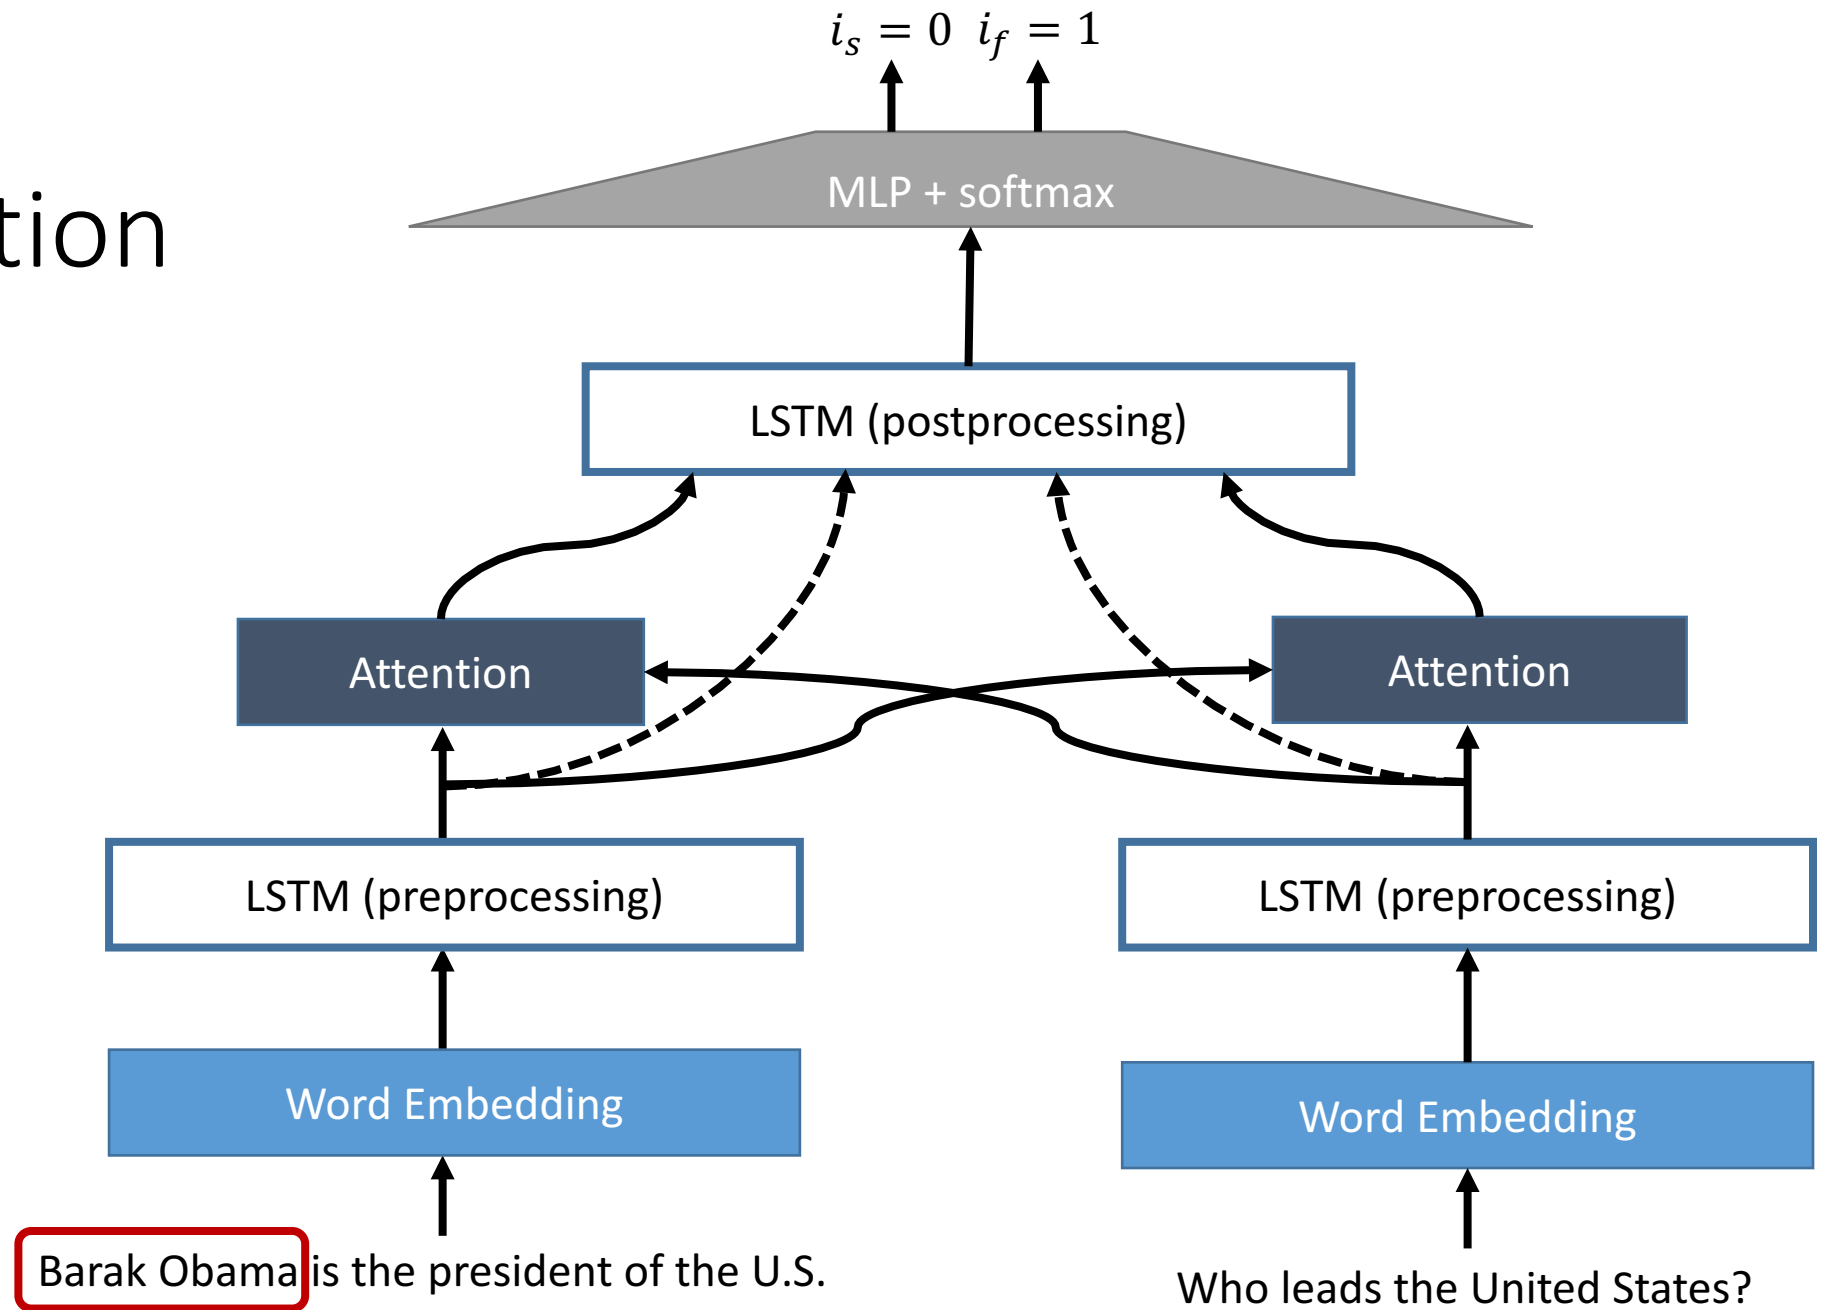 i_s = 0 i_f = 1
MLP + softmax
tion
LSTM (postprocessing)
Attention
Attention
LSTM (preprocessing)
LSTM (preprocessing)
Word Embedding
Word Embedding
Barak Obama is the president of the U.S.
Who leads the United States?